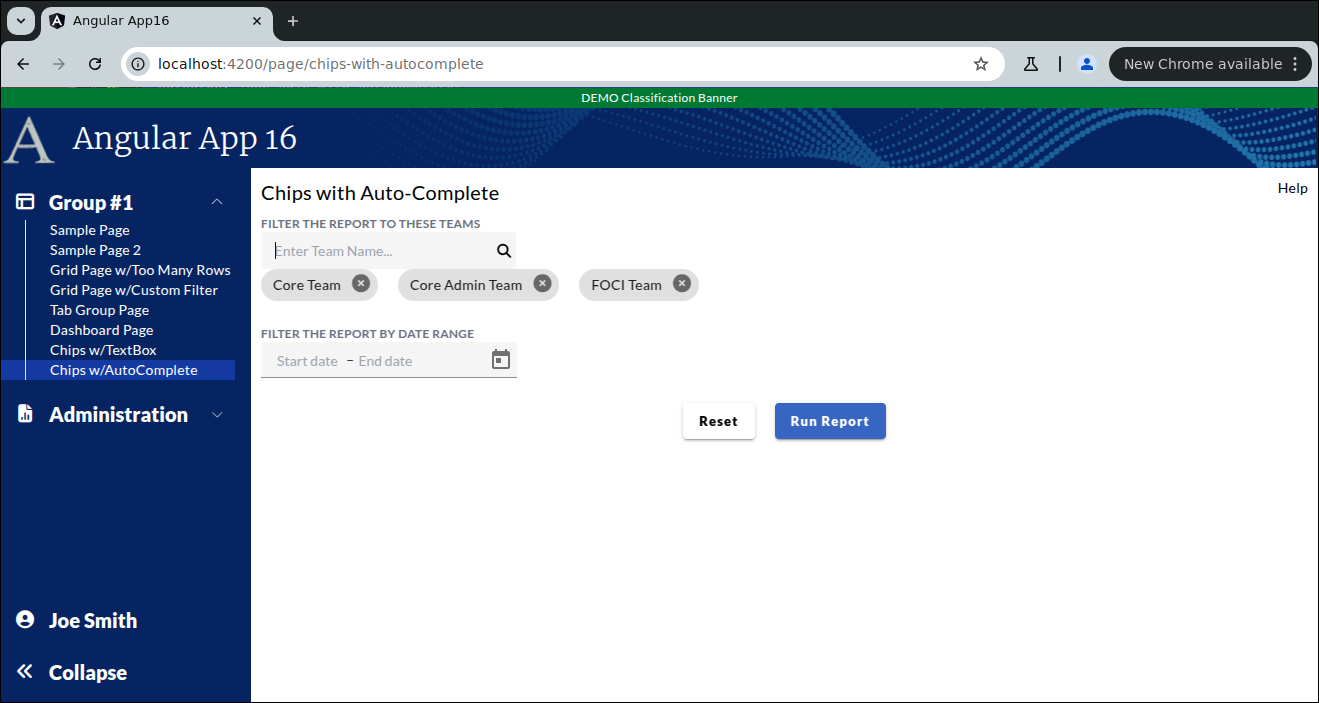 Angular App16
localhost:4200/page/chips-with-autocomplete
New Chrome available
DEMO Classification Banner
A Angular App 16
Group #1
Sample Page
Sample Page 2
Grid Page w/Too Many Rows
Grid Page w/Custom Filter
Tab Group Page
Dashboard Page
Chips w/TextBox
Chips w/AutoComplete
Administration
Joe Smith
Collapse
Chips with Auto-Complete
Help
FILTER THE REPORT TO THESE TEAMS
Enter Team Name...
Core Team Core Admin Team FOCI Team
FILTER THE REPORT BY DATE RANGE
Start date – End date
Reset Run Report